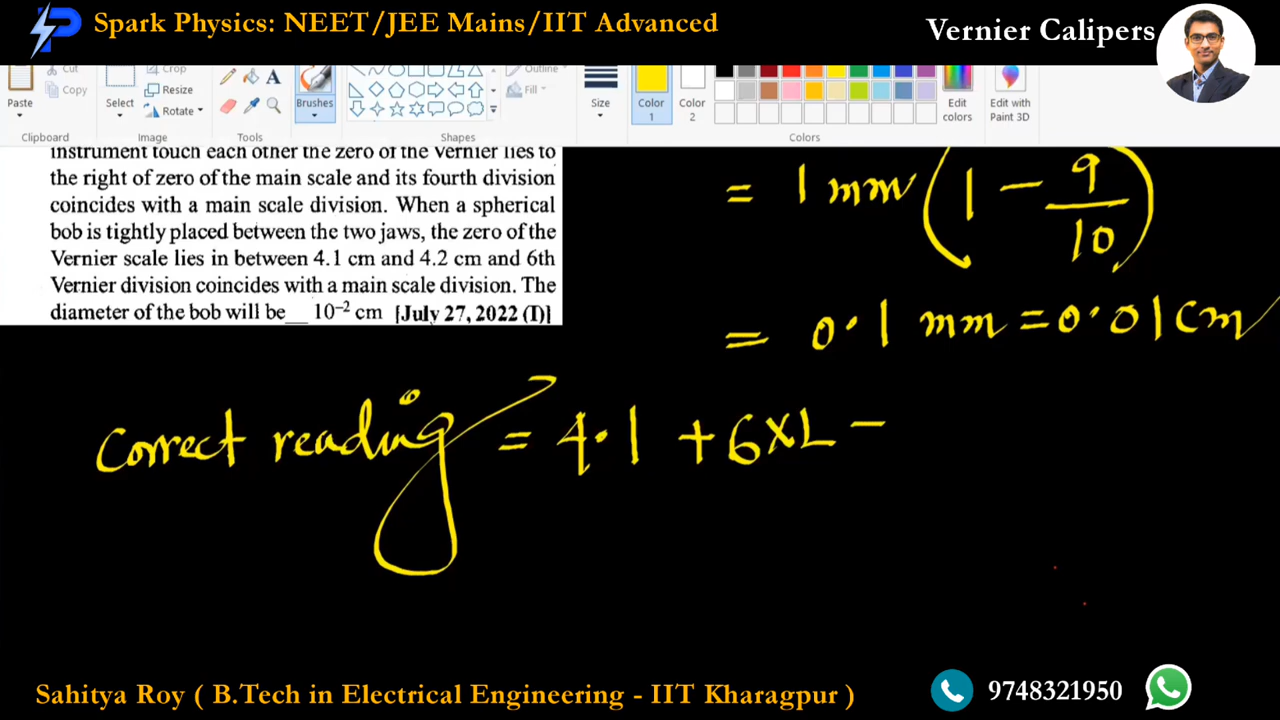 Spark Physics: NEET/JEE Mains/IIT Advanced
Vernier Calipers
Cut
Crop
Outline
Paste
Copy
Select
Resize
Rotate
A
Brushes
Fill
Size
Color 1
Color 2
Edit colors
Edit with Paint 3D
Clipboard
Image
Tools
Shapes
Colors
instrument touch each other the zero of the Vernier lies to
the right of zero of the main scale and its fourth division
coincides with a main scale division. When a spherical
bob is tightly placed between the two jaws, the zero of the
Vernier scale lies in between 4.1 cm and 4.2 cm and 6th
Vernier division coincides with a main scale division. The
diameter of the bob will be__ 10⁻² cm [July 27, 2022 (I)]
= 1 mm (1 - 9/10)
= 0.1 mm = 0.01 cm
Correct reading = 4.1 + 6XL -
Sahitya Roy ( B.Tech in Electrical Engineering - IIT Kharagpur )
9748321950